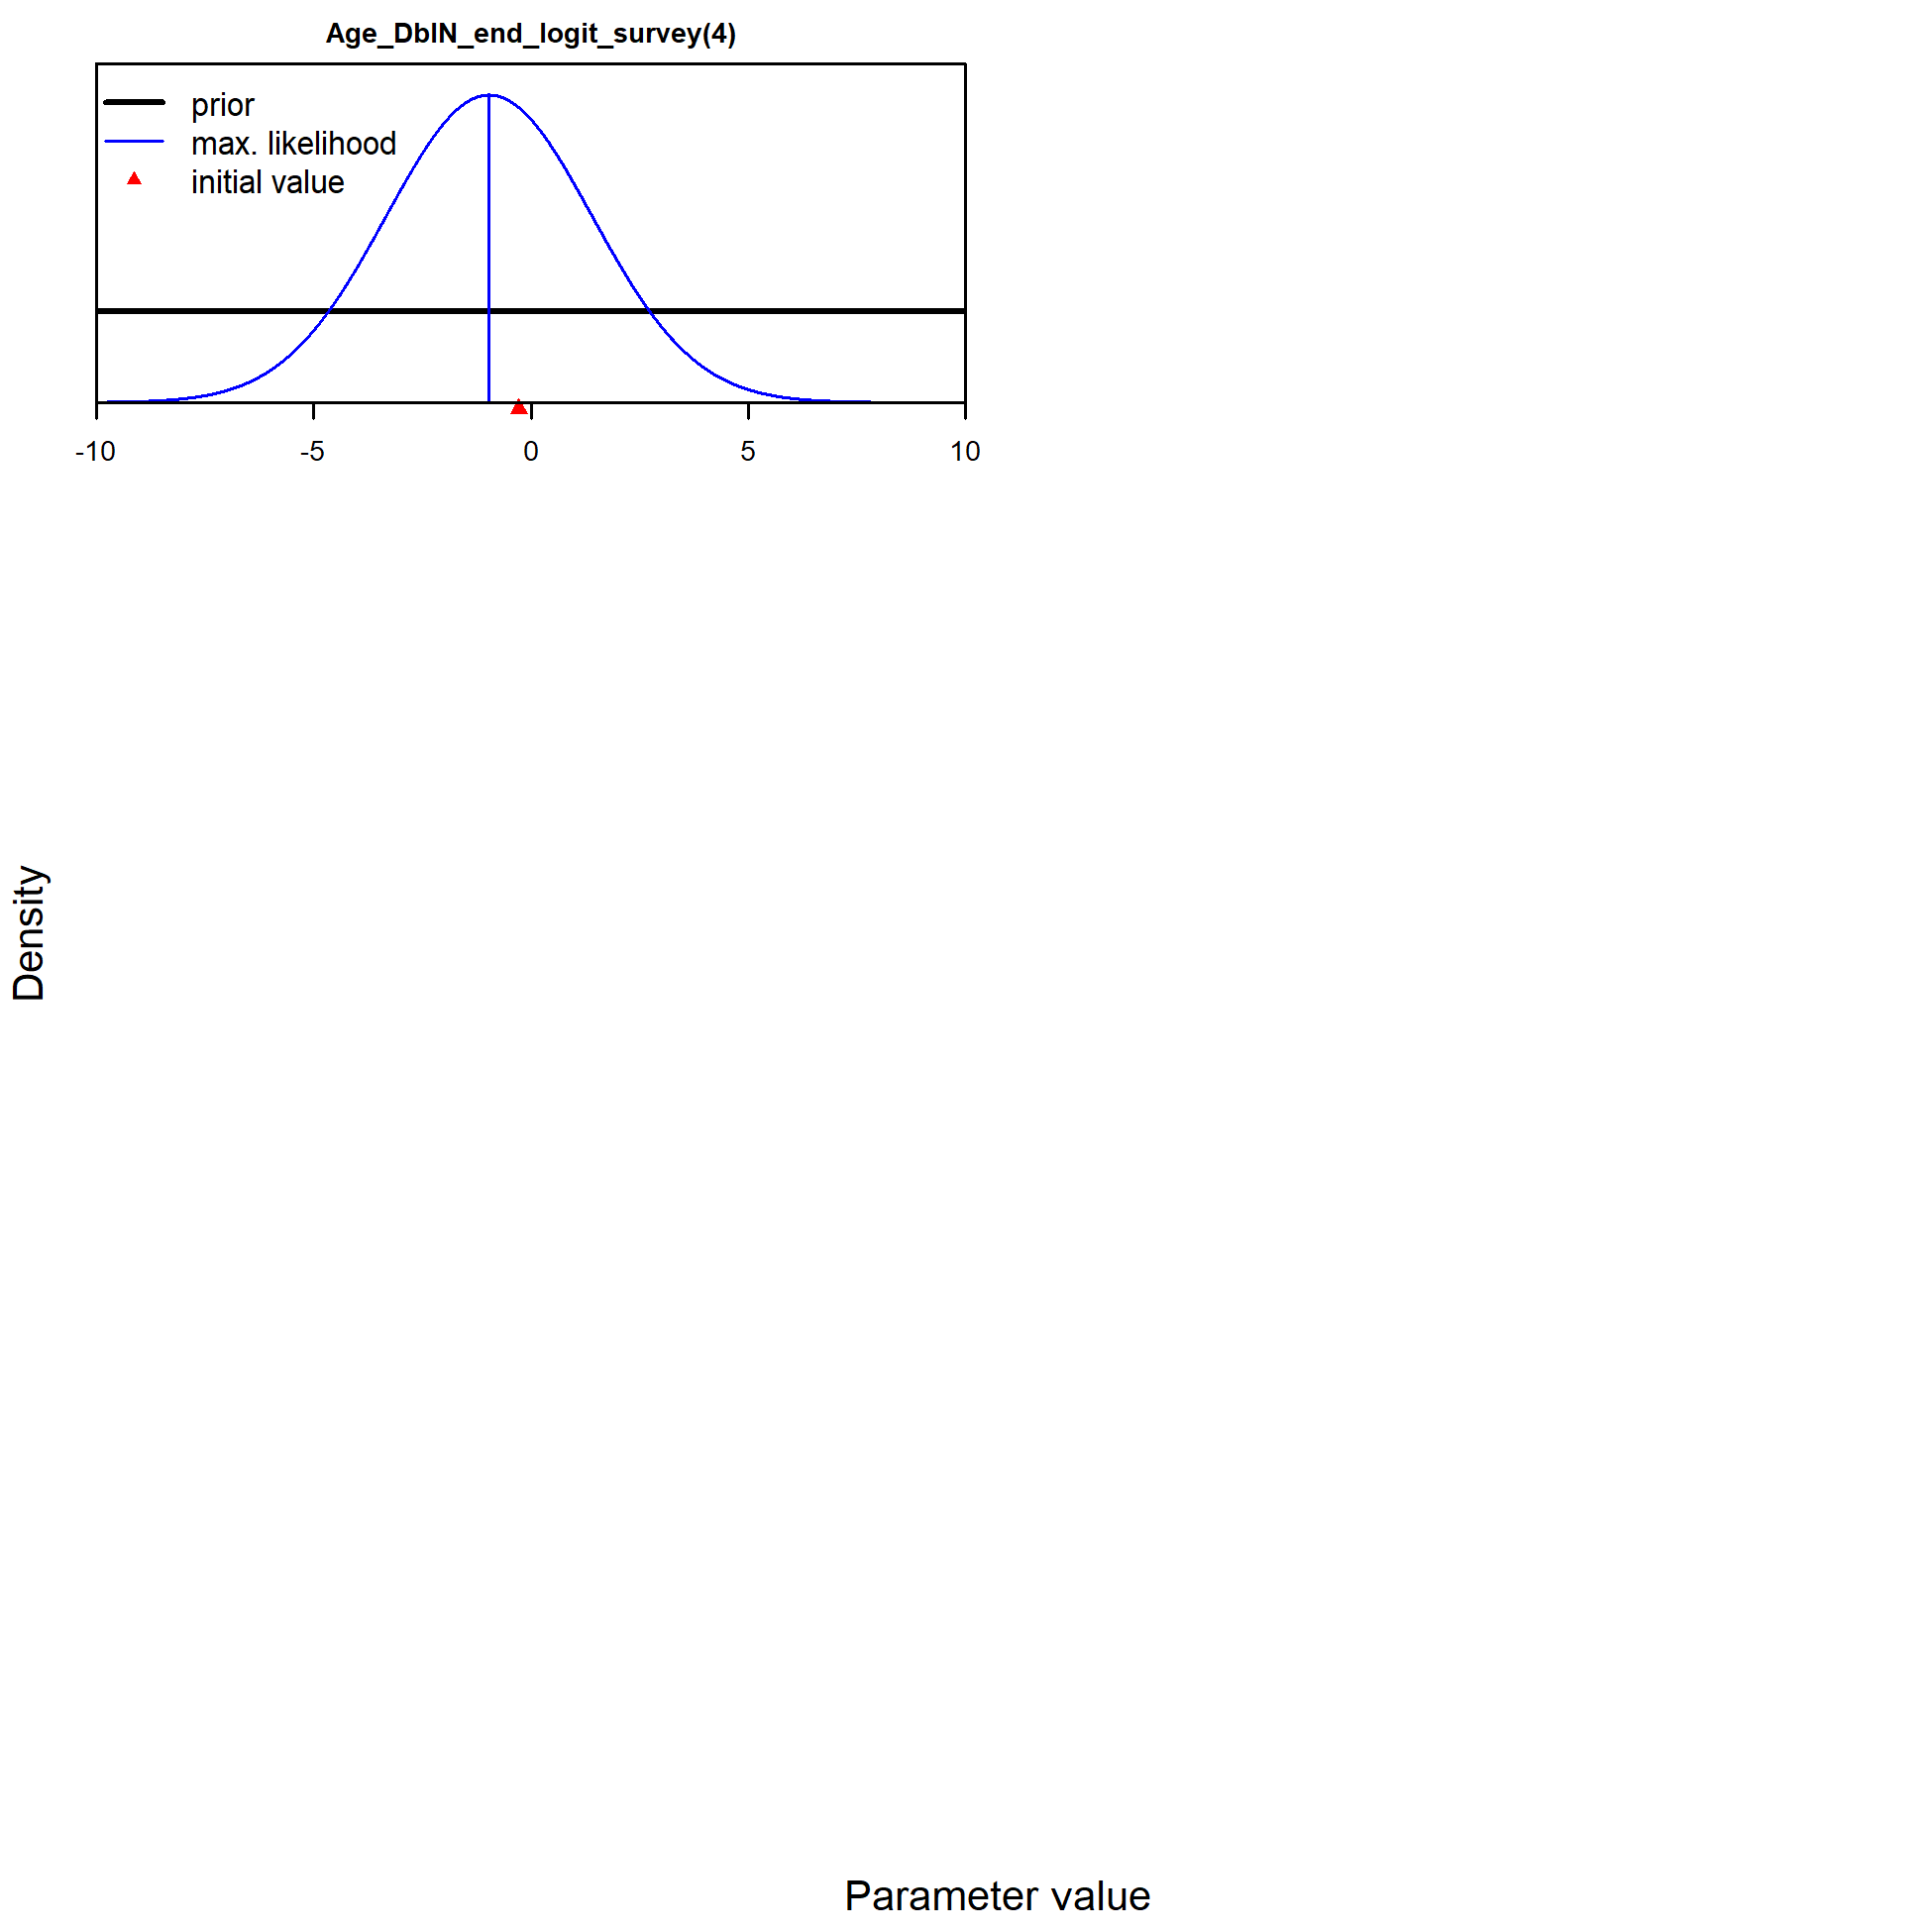 Age_DblN_end_logit_survey(4)
prior
max. likelihood
initial value
-10 -5 0 5 10
Density
Parameter value